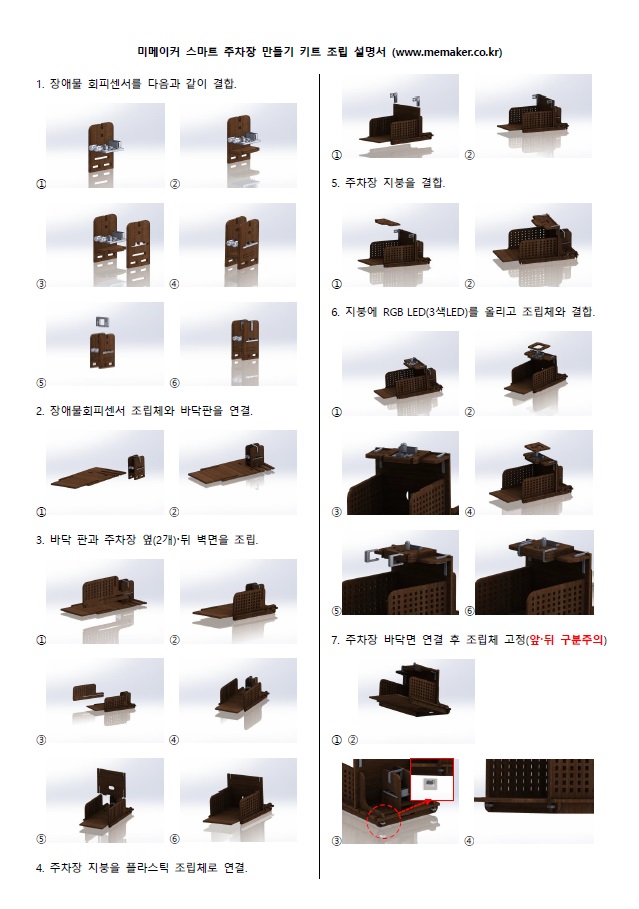 미메이커 스마트 주차장 만들기 키트 조립 설명서 (www.memaker.co.kr)
1. 장애물 회피센서를 다음과 같이 결합.
① ②
③ ④
⑤ ⑥
2. 장애물회피센서 조립체와 바닥판을 연결.
① ②
3. 바닥 판과 주차장 옆(2개)·뒤 벽면을 조립.
① ②
③ ④
⑤ ⑥
4. 주차장 지붕을 플라스틱 조립체로 연결.
① ②
5. 주차장 지붕을 결합.
① ②
6. 지붕에 RGB LED(3색LED)를 올리고 조립체와 결합.
① ②
③ ④
⑤ ⑥
7. 주차장 바닥면 연결 후 조립체 고정(앞·뒤 구분주의)
① ②
③ ④